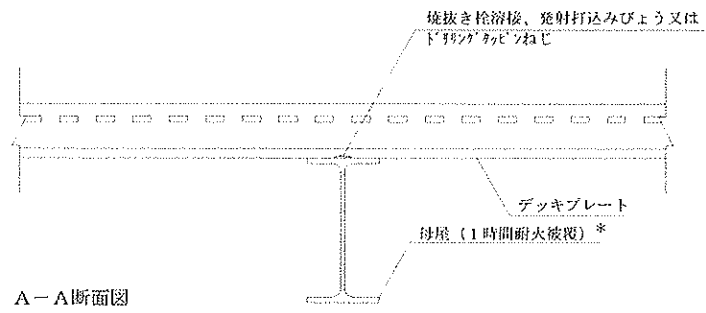 焼抜き栓溶接、発射打込みびょう又は
ﾄﾞﾘﾘﾝｸﾞﾀｯﾋﾟﾝねじ
デッキプレート
母屋（１時間耐火被覆）*
Ａ－Ａ断面図